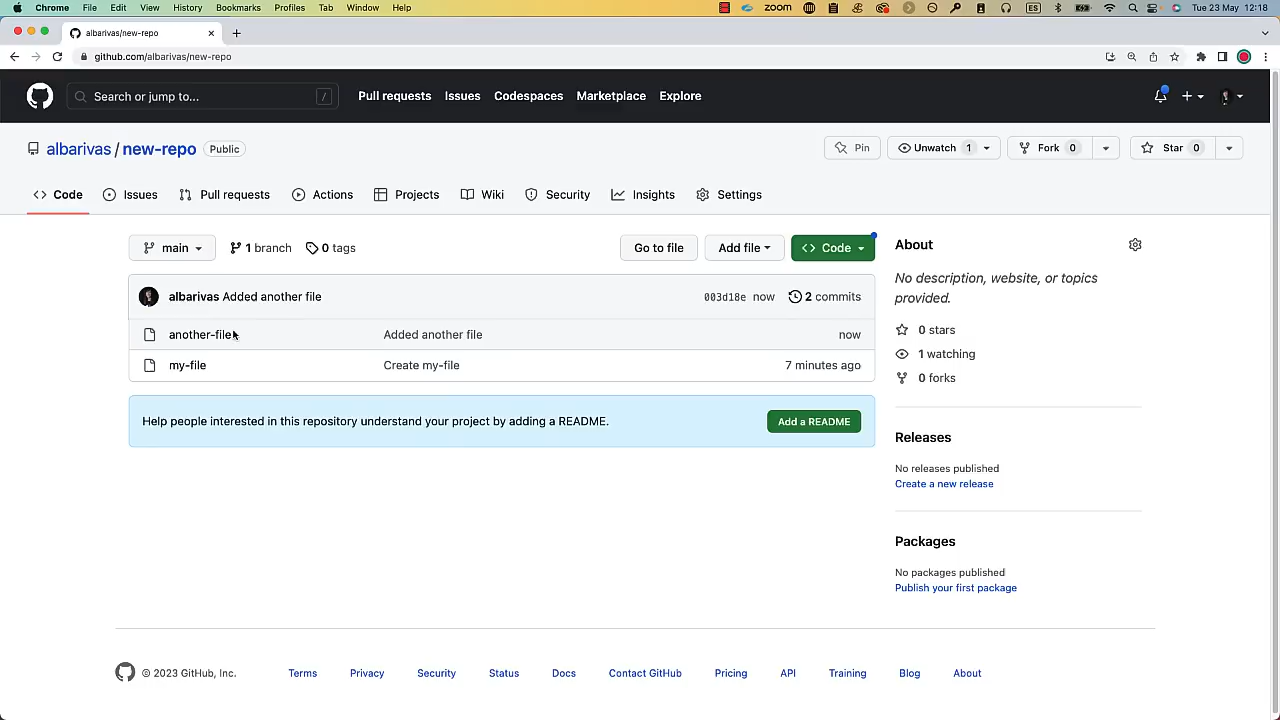 Chrome File Edit View History Bookmarks Profiles Tab Window Help zoom ES Tue 23 May 12:18
albarivas/new-repo
github.com/albarivas/new-repo
Search or jump to... / Pull requests Issues Codespaces Marketplace Explore
albarivas / new-repo Public Pin Unwatch 1 Fork 0 Star 0
Code Issues Pull requests Actions Projects Wiki Security Insights Settings
main 1 branch 0 tags Go to file Add file Code
albarivas Added another file 003d18e now 2 commits
another-file Added another file now
my-file Create my-file 7 minutes ago
Help people interested in this repository understand your project by adding a README. Add a README
About
No description, website, or topics
provided.
0 stars
1 watching
0 forks
Releases
No releases published
Create a new release
Packages
No packages published
Publish your first package
© 2023 GitHub, Inc. Terms Privacy Security Status Docs Contact GitHub Pricing API Training Blog About